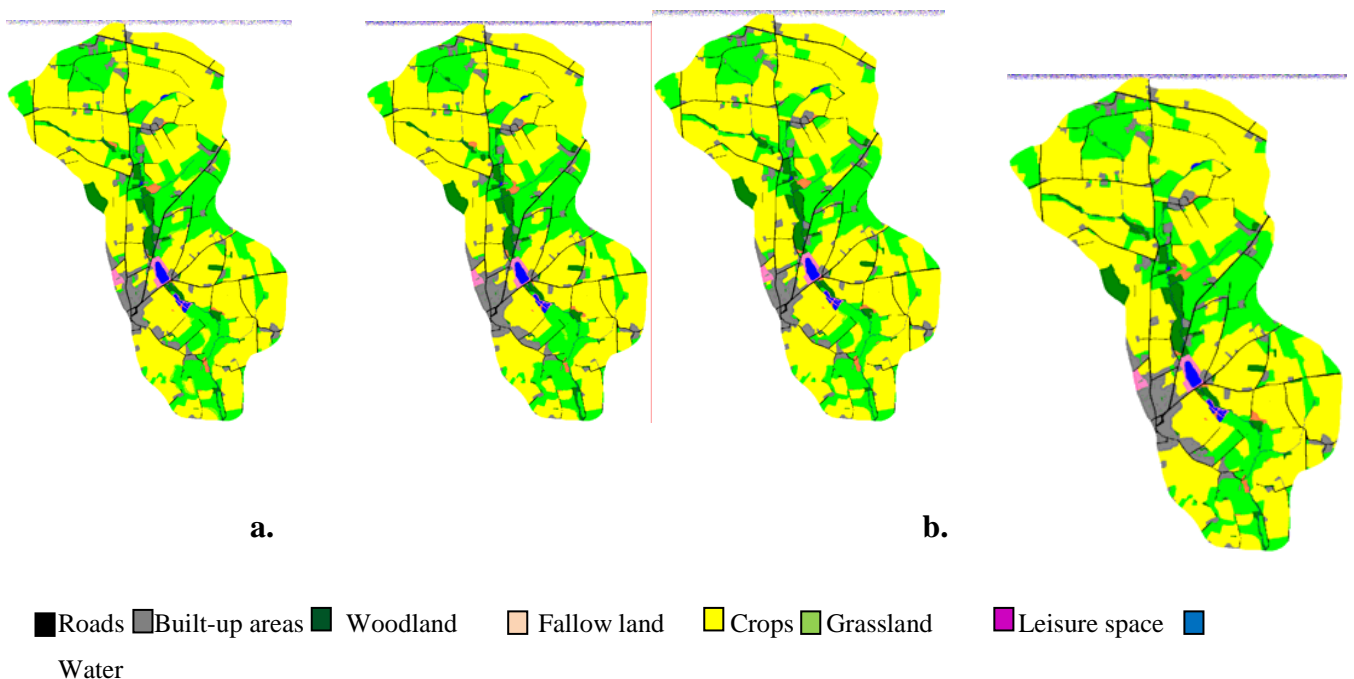 a.
b.
Roads Built-up areas Woodland Fallow land Crops Grassland Leisure space
Water